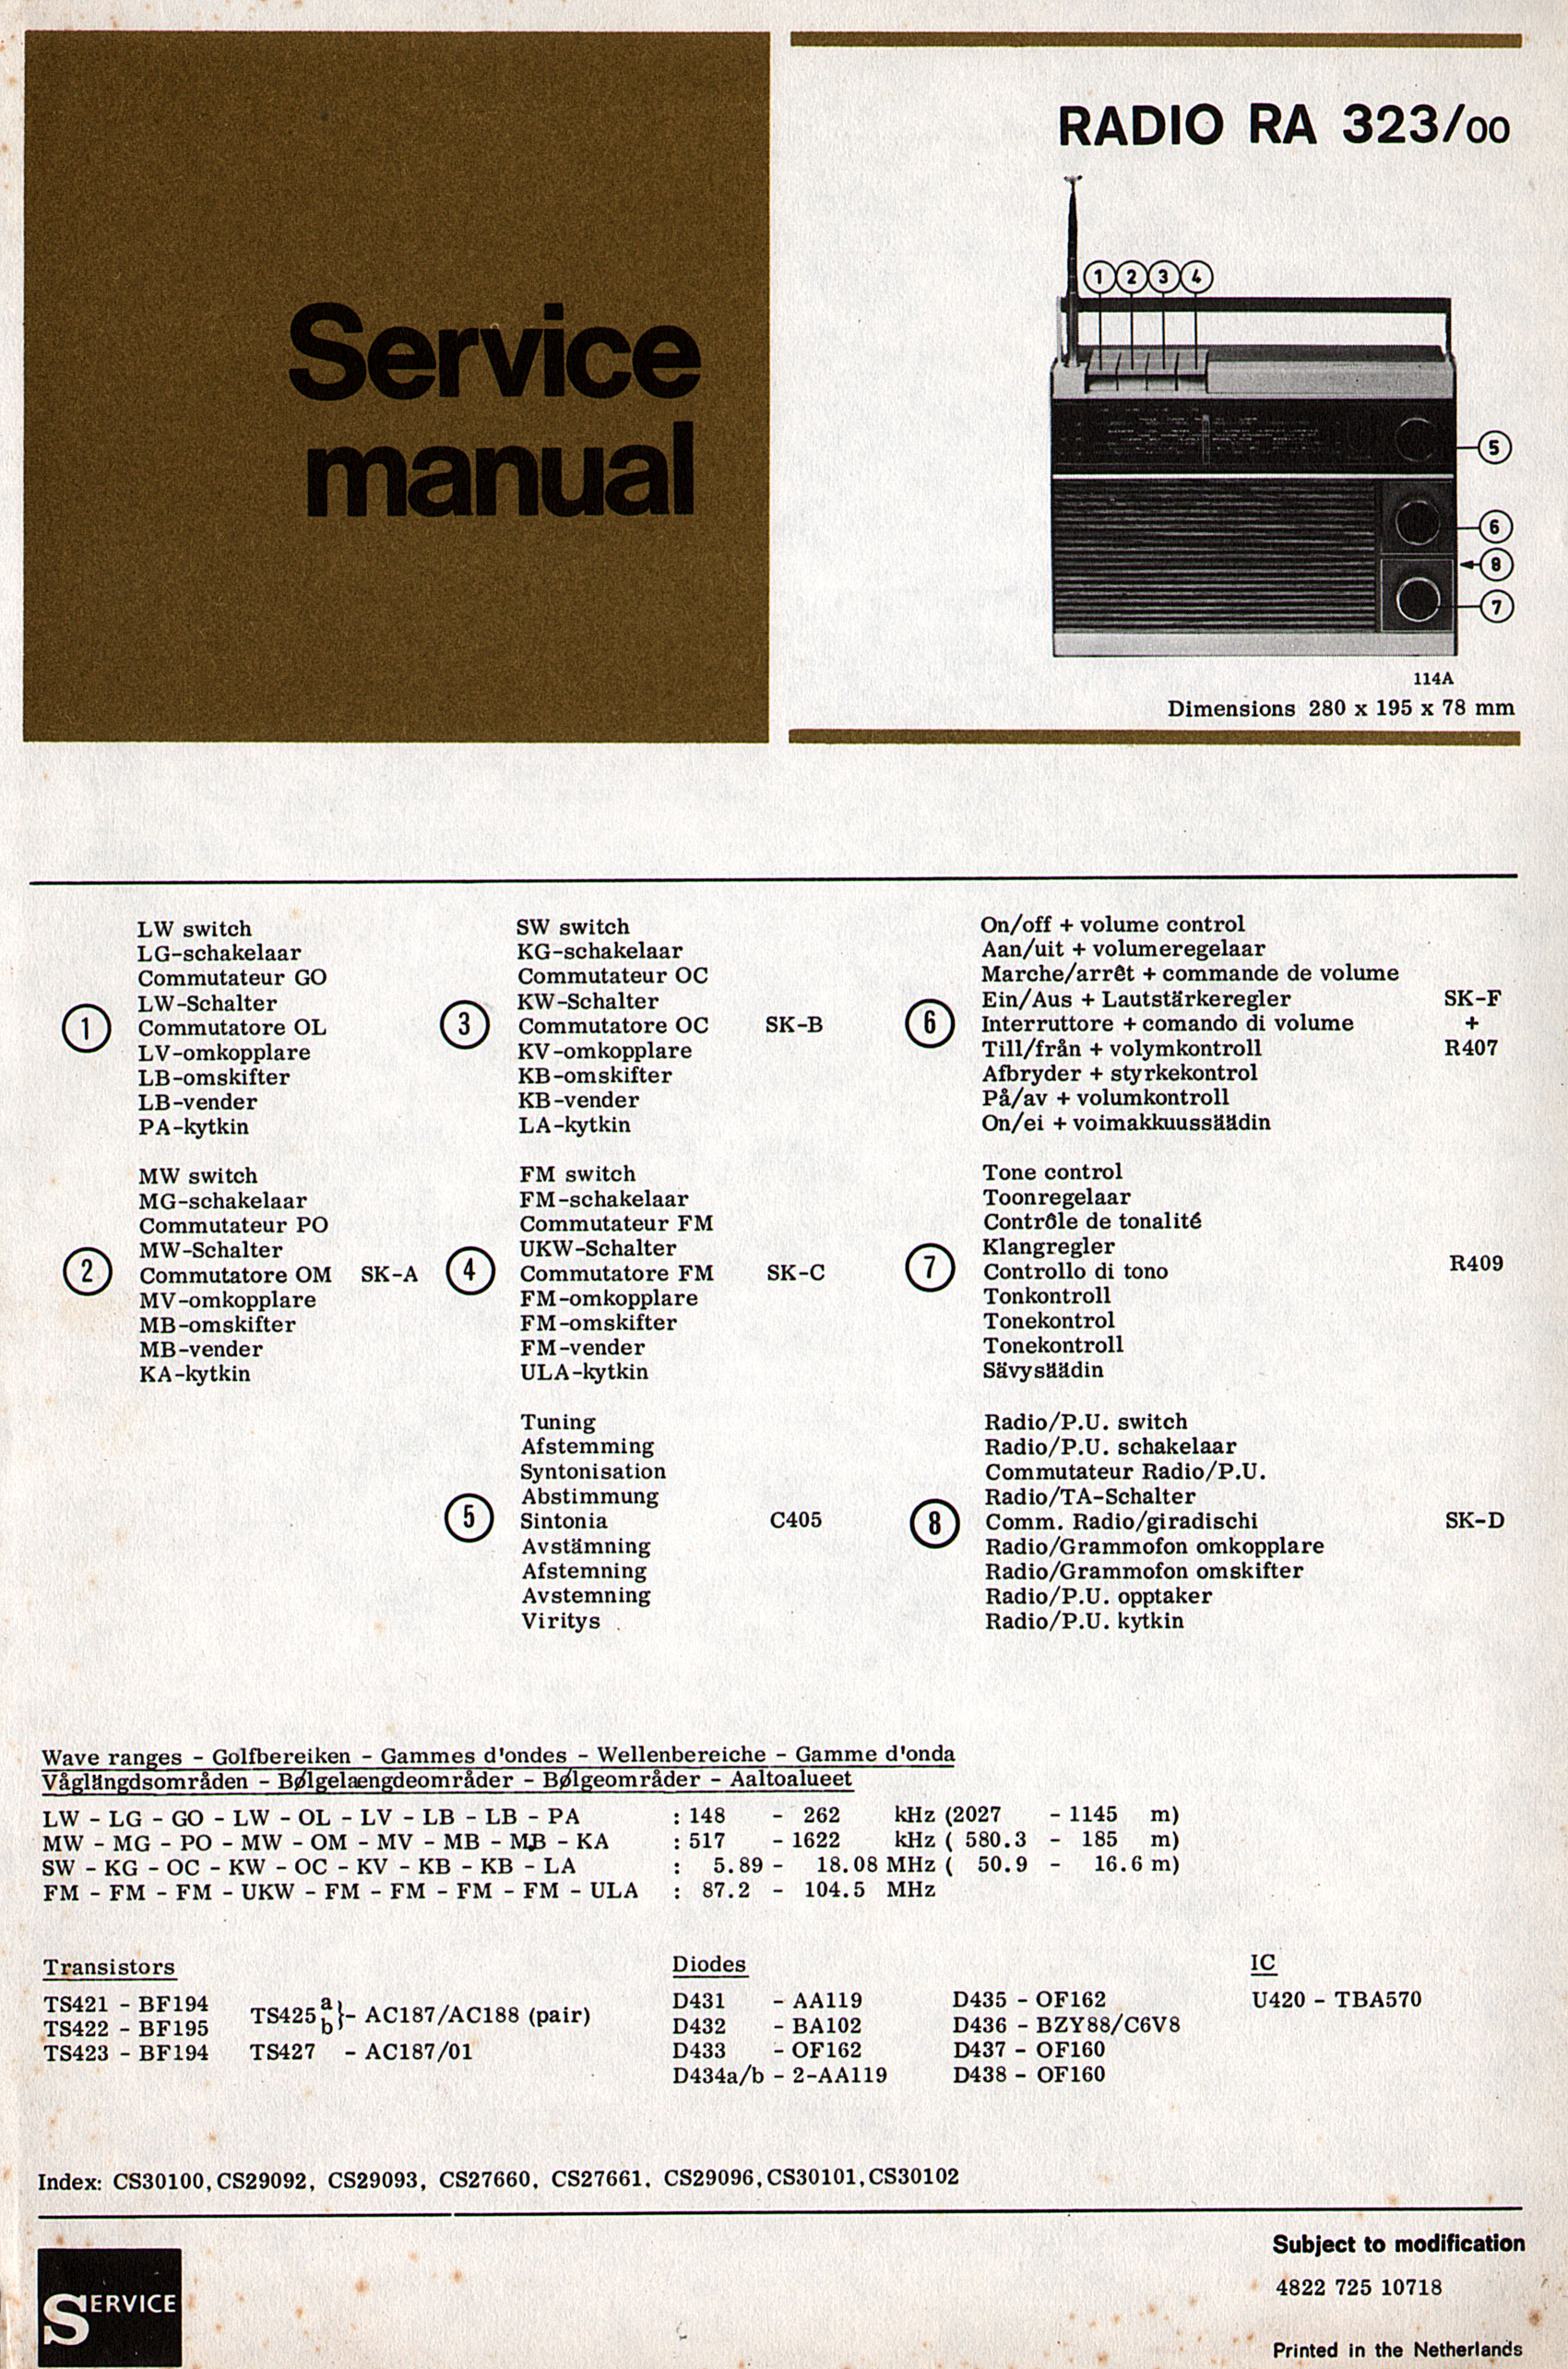 Service
manual
RADIO RA 323/00
1 2 3 4
5
6
8
7
114A
Dimensions 280 x 195 x 78 mm
1
LW switch
LG-schakelaar
Commutateur GO
LW-Schalter
Commutatore OL
LV-omkopplare
LB-omskifter
LB-vender
PA-kytkin
2
MW switch
MG-schakelaar
Commutateur PO
MW-Schalter
Commutatore OM SK-A
MV-omkopplare
MB-omskifter
MB-vender
KA-kytkin
3
SW switch
KG-schakelaar
Commutateur OC
KW-Schalter
Commutatore OC SK-B
KV-omkopplare
KB-omskifter
KB-vender
LA-kytkin
4
FM switch
FM-schakelaar
Commutateur FM
UKW-Schalter
Commutatore FM SK-C
FM-omkopplare
FM-omskifter
FM-vender
ULA-kytkin
5
Tuning
Afstemming
Syntonisation
Abstimmung
Sintonia C405
Avstämning
Afstemning
Avstemning
Viritys
6
On/off + volume control
Aan/uit + volumeregelaar
Marche/arrêt + commande de volume
Ein/Aus + Lautstärkeregler SK-F
Interruttore + comando di volume +
Till/från + volymkontroll R407
Afbryder + styrkekontrol
På/av + volumkontroll
On/ei + voimakkuussäädin
7
Tone control
Toonregelaar
Contrôle de tonalité
Klangregler
Controllo di tono R409
Tonkontroll
Tonekontrol
Tonekontroll
Sävysäädin
8
Radio/P.U. switch
Radio/P.U. schakelaar
Commutateur Radio/P.U.
Radio/TA-Schalter
Comm. Radio/giradischi SK-D
Radio/Grammofon omkopplare
Radio/Grammofon omskifter
Radio/P.U. opptaker
Radio/P.U. kytkin
Wave ranges - Golfbereiken - Gammes d'ondes - Wellenbereiche - Gamme d'onda
Våglängdsområden - Bølgelaengdeområder - Bølgeområder - Aaltoalueet
LW - LG - GO - LW - OL - LV - LB - LB - PA : 148 - 262 kHz (2027 - 1145 m)
MW - MG - PO - MW - OM - MV - MB - MB - KA : 517 - 1622 kHz ( 580.3 - 185 m)
SW - KG - OC - KW - OC - KV - KB - KB - LA : 5.89 - 18.08 MHz ( 50.9 - 16.6 m)
FM - FM - FM - UKW - FM - FM - FM - FM - ULA : 87.2 - 104.5 MHz
Transistors
TS421 - BF194
TS422 - BF195
TS423 - BF194
TS425 a b }- AC187/AC188 (pair)
TS427 - AC187/01
Diodes
D431 - AA119
D432 - BA102
D433 - OF162
D434a/b - 2-AA119
D435 - OF162
D436 - BZY88/C6V8
D437 - OF160
D438 - OF160
IC
U420 - TBA570
Index: CS30100, CS29092, CS29093, CS27660, CS27661. CS29096, CS30101, CS30102
SERVICE
Subject to modification
4822 725 10718
Printed in the Netherlands